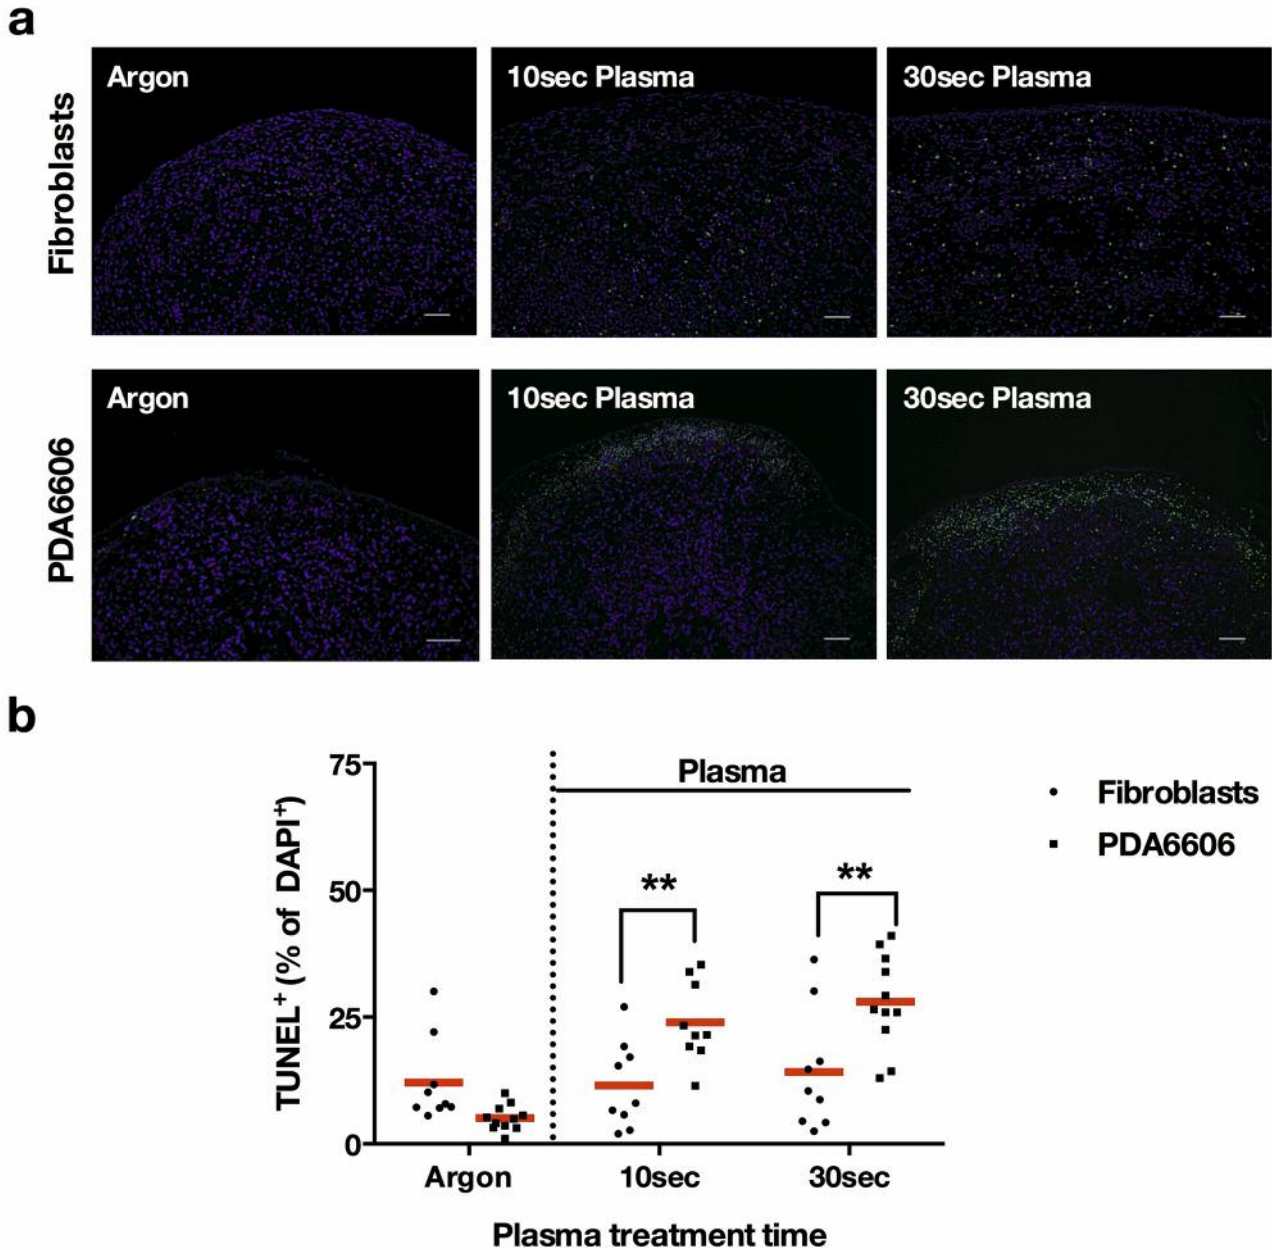 a
Fibroblasts
Argon
10sec Plasma
30sec Plasma
PDA6606
Argon
10sec Plasma
30sec Plasma
b
TUNEL⁺ (% of DAPI⁺)
75
50
25
0
Plasma
**
**
Fibroblasts
PDA6606
Argon
10sec
30sec
Plasma treatment time